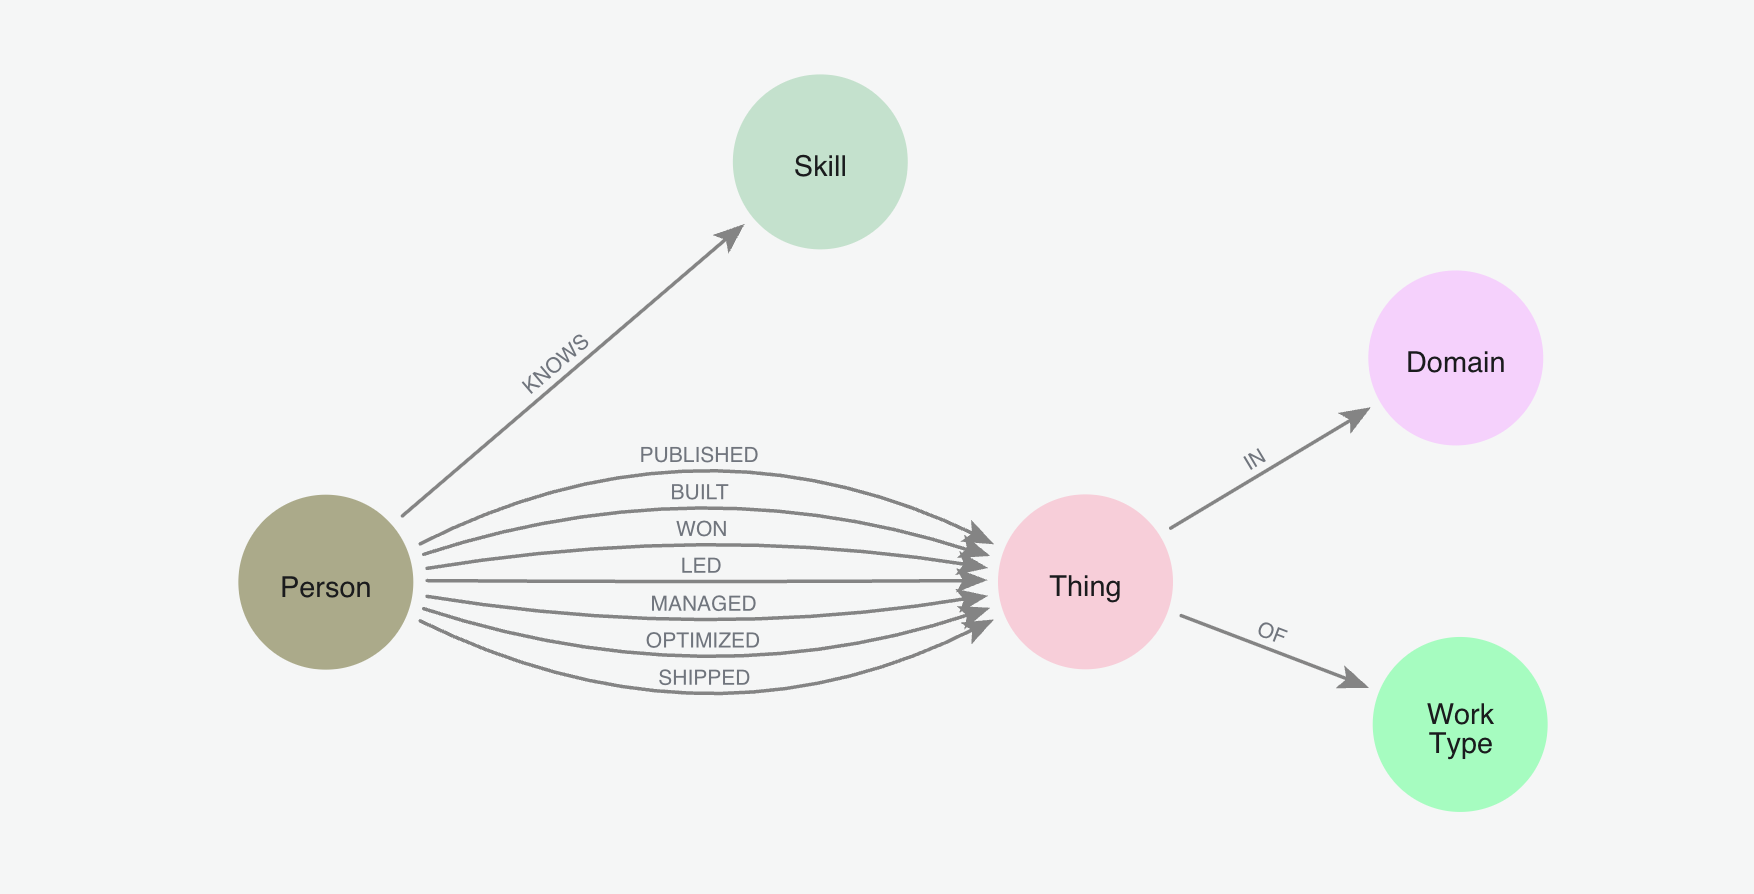 Skill
Domain
KNOWS
PUBLISHED
IN
BUILT
WON
LED
Person
Thing
MANAGED
OPTIMIZED
OF
SHIPPED
Work
Type